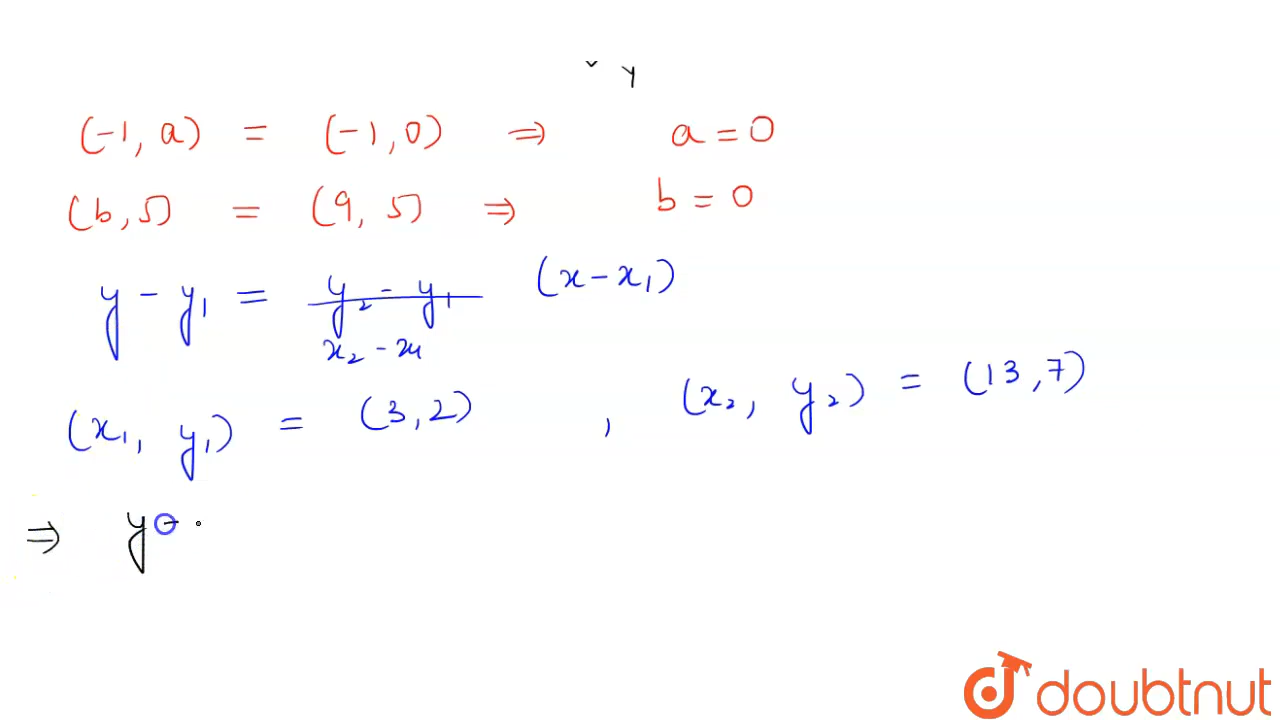 y
(-1, a) = (-1, 0) ⇒ a = 0
(b, 5) = (9, 5) ⇒ b = 0
y - y₁ = y₂ - y₁ (x - x₁)
x₂ - x₁
(x₁, y₁) = (3, 2) , (x₂, y₂) = (13, 7)
⇒ y -
doubtnut